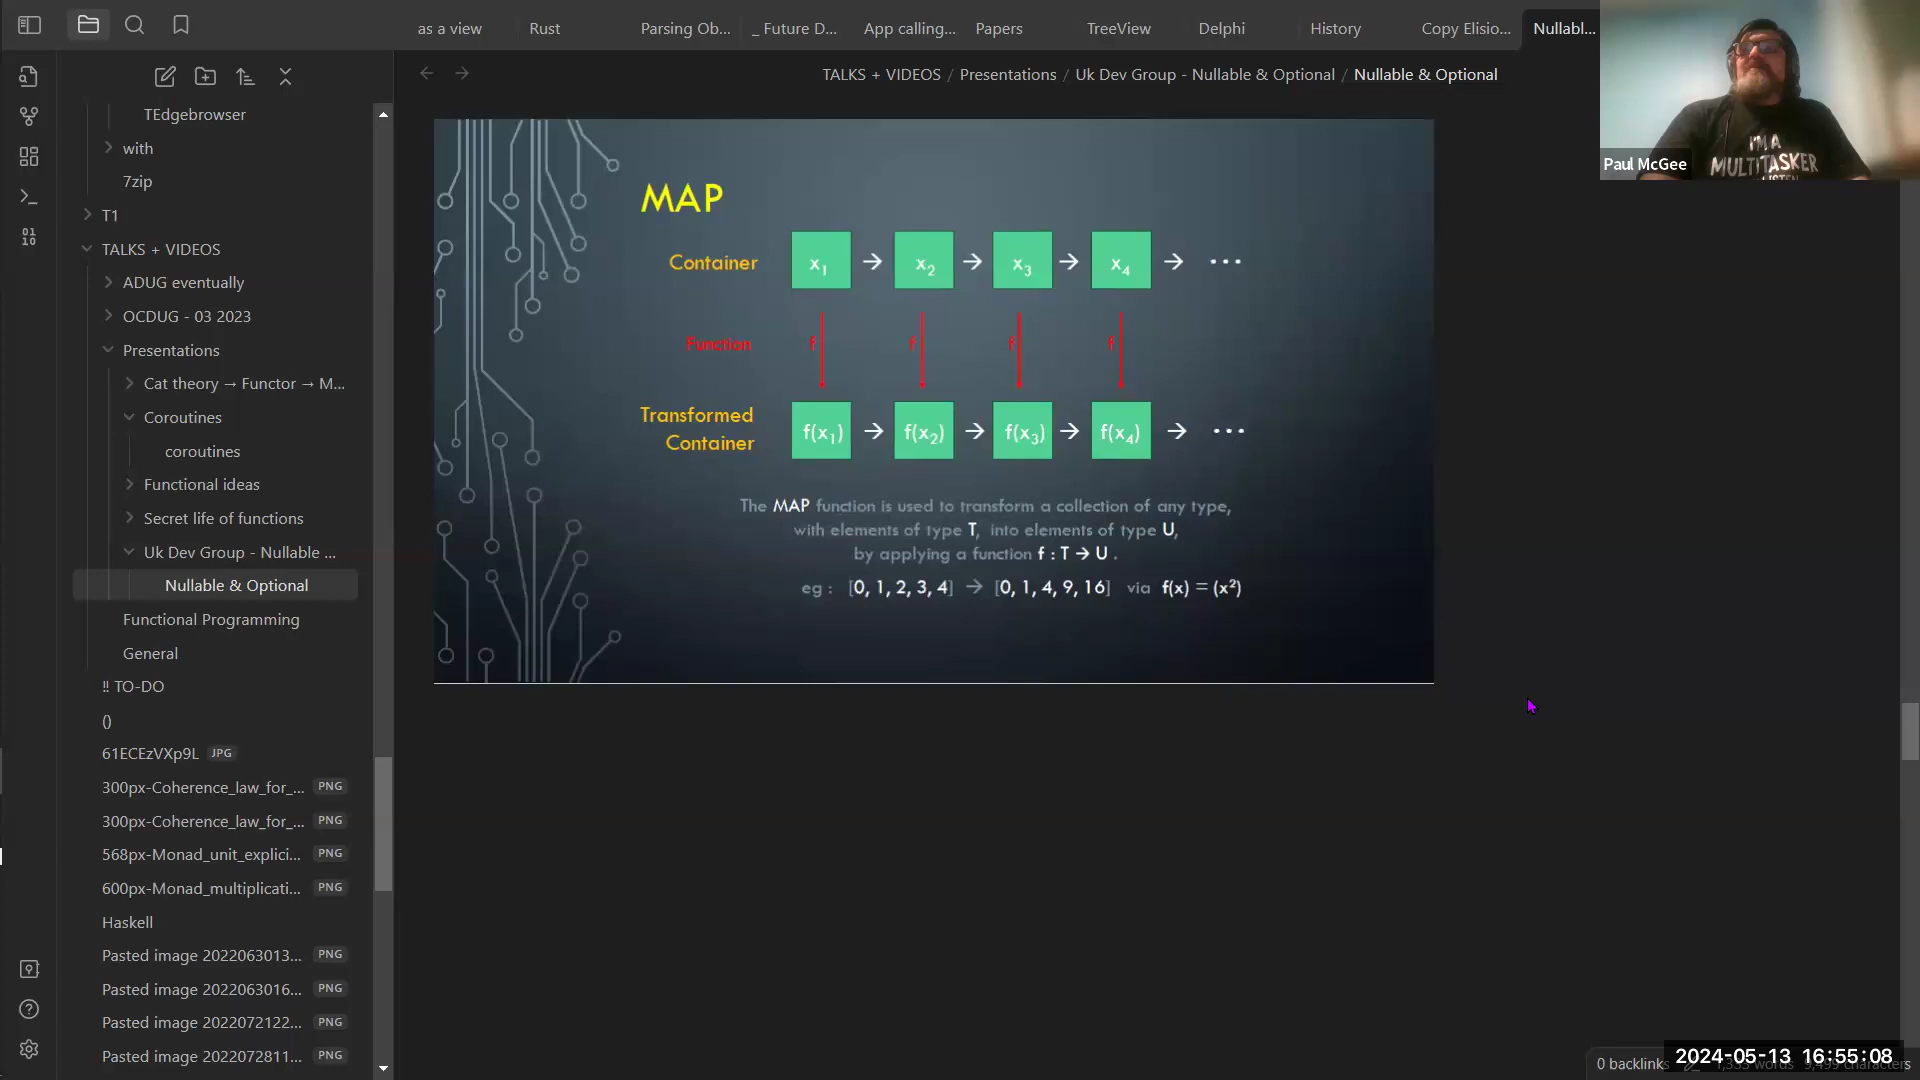 as a view
Rust
Parsing Ob...
_ Future D...
App calling...
Papers
TreeView
Delphi
History
Copy Elisio...
Nullabl...
TALKS + VIDEOS / Presentations / Uk Dev Group - Nullable & Optional / Nullable & Optional
TEdgebrowser
with
7zip
T1
TALKS + VIDEOS
ADUG eventually
OCDUG - 03 2023
Presentations
Cat theory → Functor → M...
Coroutines
coroutines
Functional ideas
Secret life of functions
Uk Dev Group - Nullable ...
Nullable & Optional
Functional Programming
General
!! TO-DO
()
61ECEzVXp9L JPG
300px-Coherence_law_for_... PNG
300px-Coherence_law_for_... PNG
568px-Monad_unit_explici... PNG
600px-Monad_multiplicati... PNG
Haskell
Pasted image 2022063013... PNG
Pasted image 2022063016... PNG
Pasted image 2022072122... PNG
Pasted image 2022072811... PNG
MAP
Container x₁ → x₂ → x₃ → x₄ → ...
Function f f f f
Transformed
Container
f(x₁) → f(x₂) → f(x₃) → f(x₄) → ...
The MAP function is used to transform a collection of any type,
with elements of type T, into elements of type U,
by applying a function f : T → U .
eg : [0, 1, 2, 3, 4] → [0, 1, 4, 9, 16] via f(x) = (x²)
I'M A
MULTITASKER
Paul McGee
0 backlinks
2024-05-13 16:55:08